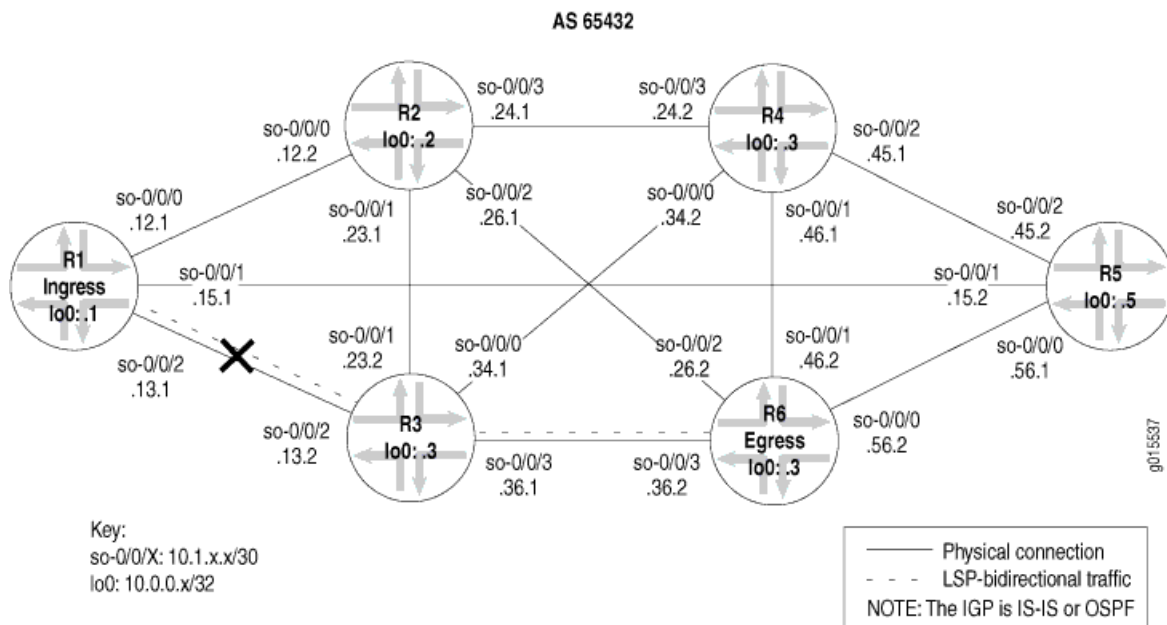 AS 65432
so-0/0/3
.24.1
so-0/0/3
.24.2
R2
lo0: .2
R4
lo0: .3
so-0/0/0
.12.2
so-0/0/2
.45.1
so-0/0/0
.12.1
so-0/0/1
.23.1
so-0/0/2
.26.1
so-0/0/0
.34.2
so-0/0/1
.46.1
so-0/0/2
.45.2
R1
Ingress
lo0: .1
so-0/0/1
.15.1
so-0/0/1
.15.2
R5
lo0: .5
so-0/0/2
.13.1
so-0/0/1
.23.2
so-0/0/0
.34.1
so-0/0/2
.26.2
so-0/0/1
.46.2
so-0/0/0
.56.1
so-0/0/2
.13.2
R3
lo0: .3
R6
Egress
lo0: .3
so-0/0/0
.56.2
so-0/0/3
.36.1
so-0/0/3
.36.2
g015537
Key:
so-0/0/X: 10.1.x.x/30
lo0: 10.0.0.x/32
Physical connection
LSP-bidirectional traffic
NOTE: The IGP is IS-IS or OSPF